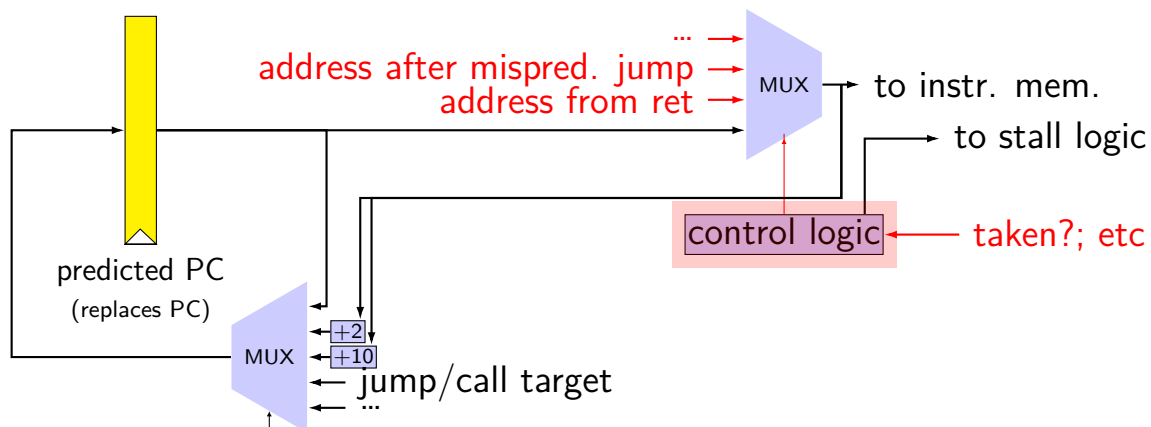 ...
address after mispred. jump
address from ret
MUX
to instr. mem.
to stall logic
control logic
taken?; etc
predicted PC
(replaces PC)
MUX
+2
+10
jump/call target
...